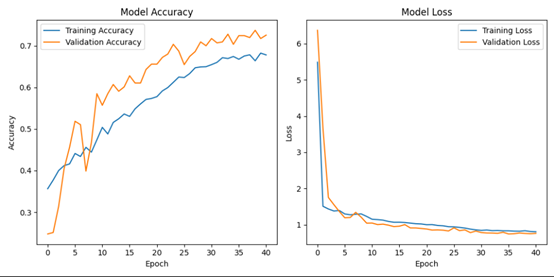 Model Accuracy
Training Accuracy
Validation Accuracy
0.7
0.6
0.5
0.4
0.3
Accuracy
0 5 10 15 20 25 30 35 40
Epoch
Model Loss
Training Loss
Validation Loss
6
5
4
3
2
1
Loss
0 5 10 15 20 25 30 35 40
Epoch